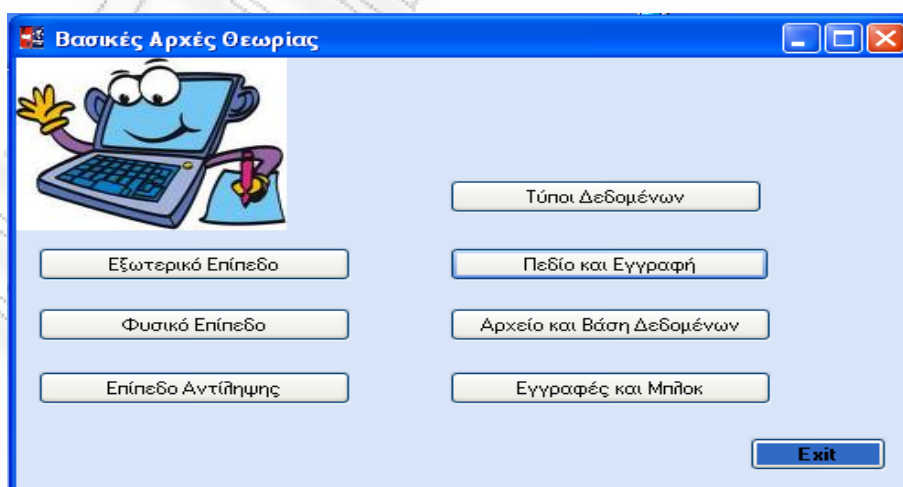 Βασικές Αρχές Θεωρίας
Τύποι Δεδομένων
Εξωτερικό Επίπεδο
Πεδίο και Εγγραφή
Φυσικό Επίπεδο
Αρχείο και Βάση Δεδομένων
Επίπεδο Αντίληψης
Εγγραφές και Μπλοκ
Exit